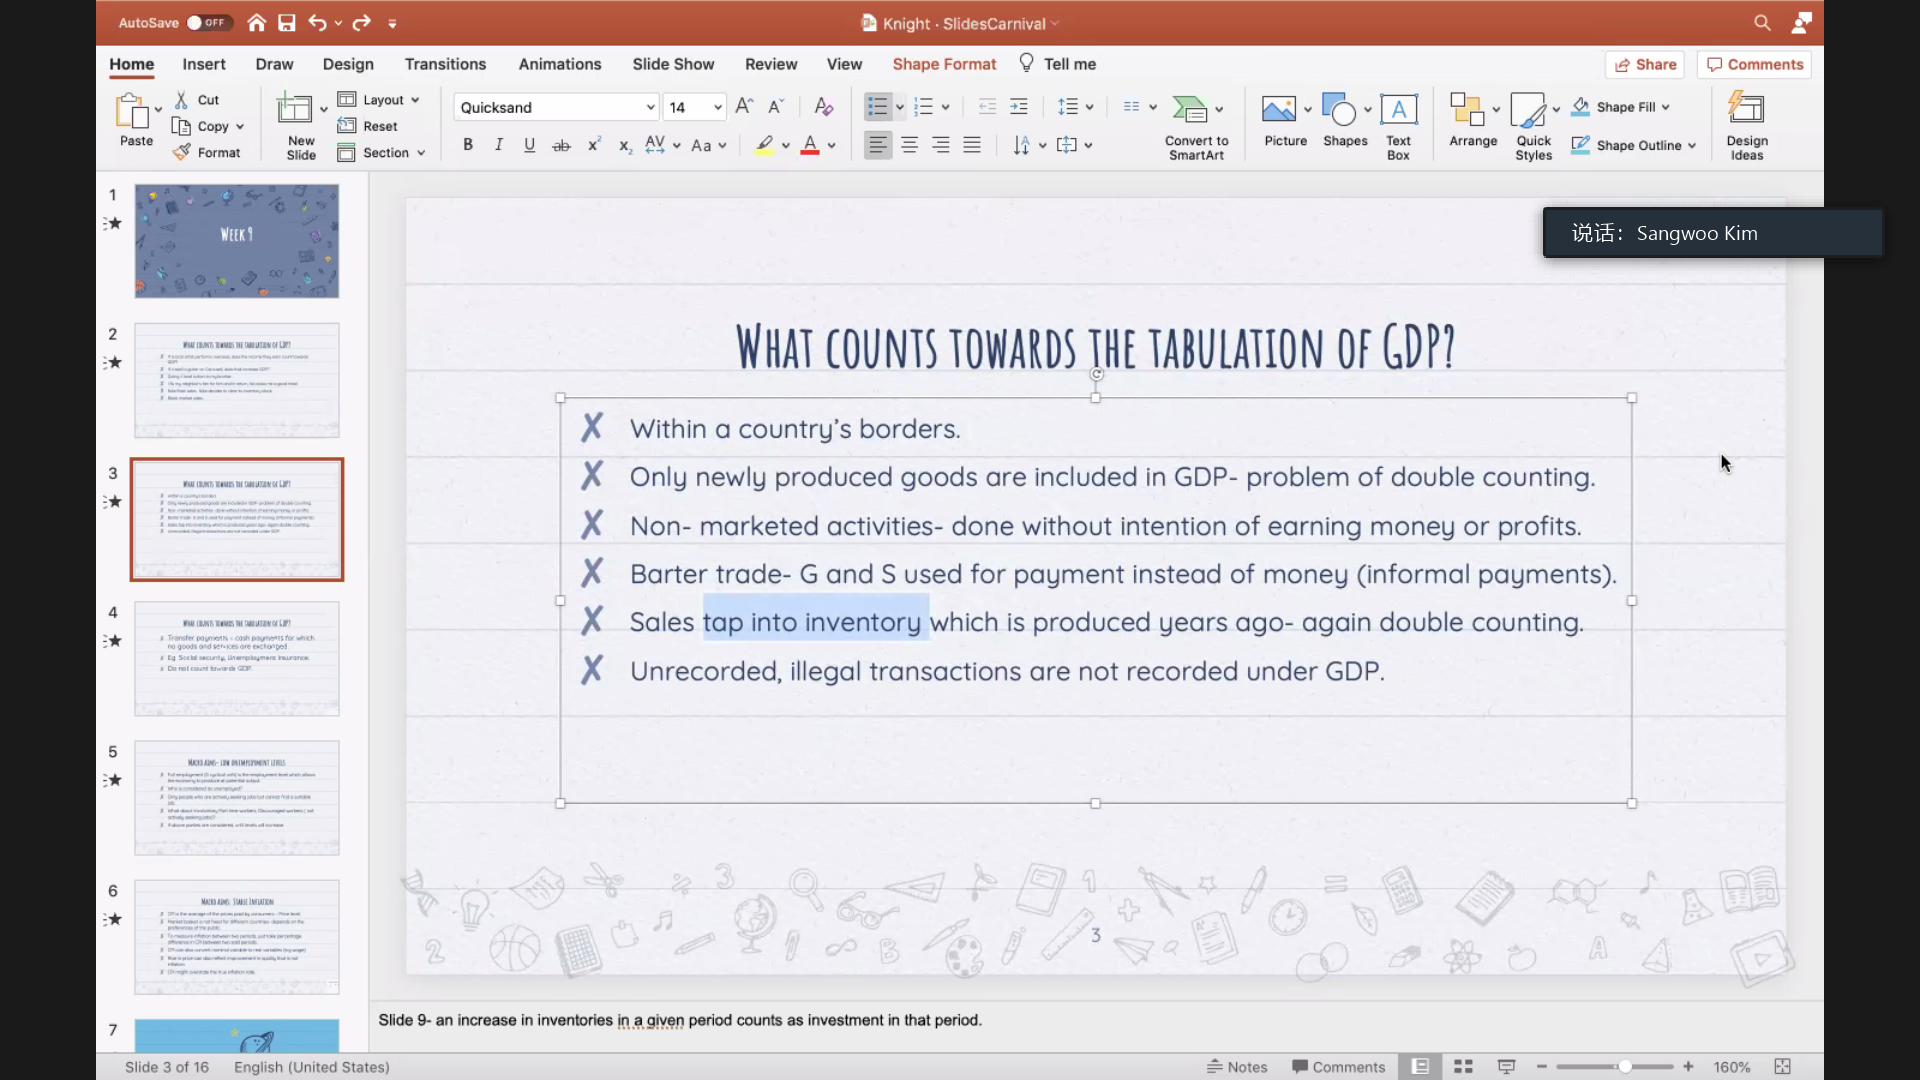 AutoSave OFF
Knight - SlidesCarnival
Home Insert Draw Design Transitions Animations Slide Show Review View Shape Format Tell me
Share Comments
Paste
Cut
Copy
Format
New Slide
Layout
Reset
Section
Quicksand 14
Convert to SmartArt
Picture
Shapes
Text Box
Arrange
Quick Styles
Shape Fill
Shape Outline
Design Ideas
说话: Sangwoo Kim
1
WEEK 9
2
WHAT COUNTS TOWARDS THE TABULATION OF GDP?
3
WHAT COUNTS TOWARDS THE TABULATION OF GDP?
4
WHAT COUNTS TOWARDS THE TABULATION OF GDP?
Transfer payments - cash payments for which
no goods and services are exchanged.
Eg. Social security, Unemployment insurance.
Do not count towards GDP.
5
MACRO AIMS- LOW UNEMPLOYMENT LEVELS
6
MACRO AIMS: STABLE INFLATION
7
WHAT COUNTS TOWARDS THE TABULATION OF GDP?
✗ Within a country's borders.
✗ Only newly produced goods are included in GDP- problem of double counting.
✗ Non- marketed activities- done without intention of earning money or profits.
✗ Barter trade- G and S used for payment instead of money (informal payments).
✗ Sales tap into inventory which is produced years ago- again double counting.
✗ Unrecorded, illegal transactions are not recorded under GDP.
3
Slide 9- an increase in inventories in a given period counts as investment in that period.
Slide 3 of 16 English (United States)
Notes Comments 160%